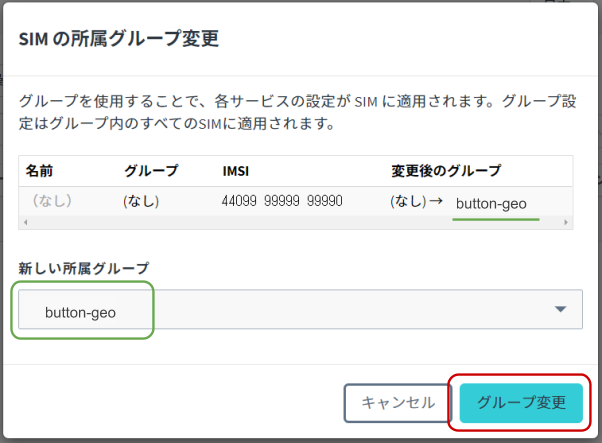 SIM の所属グループ変更
グループを使用することで、各サービスの設定が SIM に適用されます。グループ設
定はグループ内のすべてのSIMに適用されます。
名前 グループ IMSI 変更後のグループ
（なし） (なし) 44099 99999 99990 (なし) → button-geo
新しい所属グループ
button-geo
キャンセル グループ変更